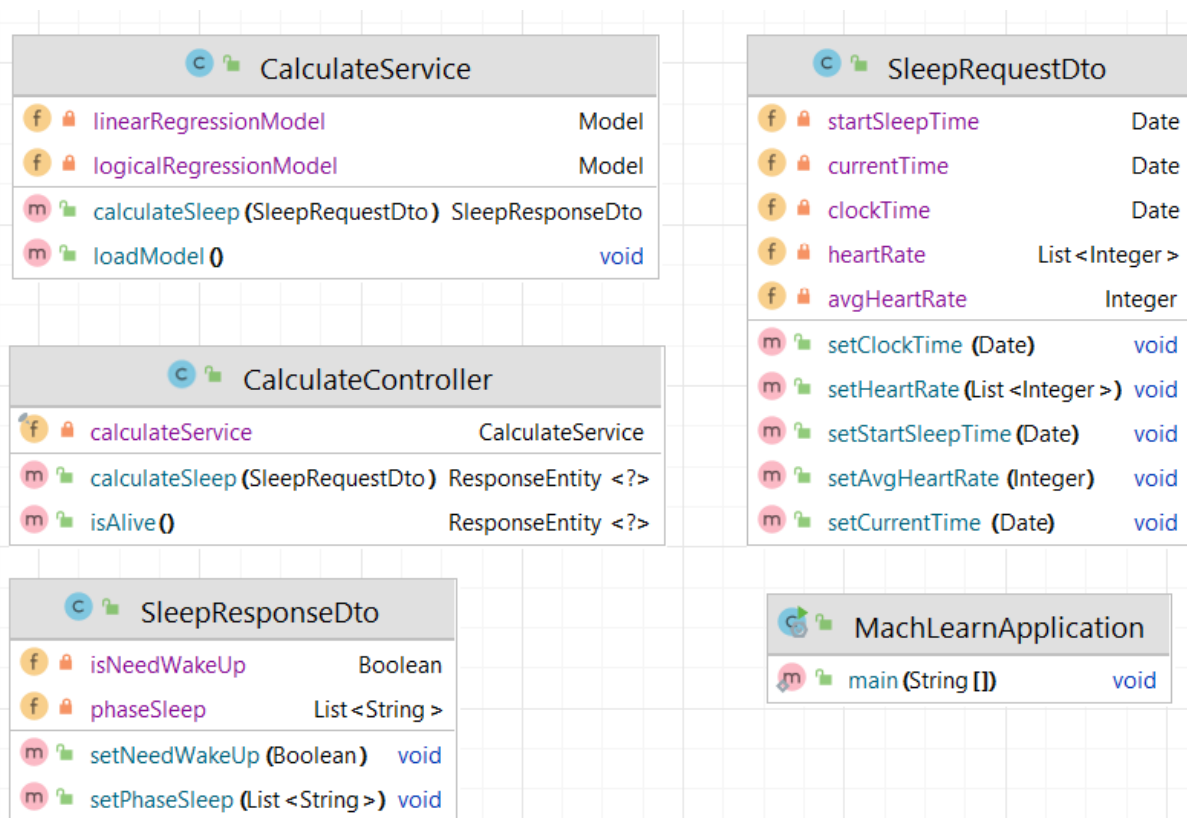 CalculateService
linearRegressionModel Model
logicalRegressionModel Model
calculateSleep(SleepRequestDto) SleepResponseDto
loadModel() void
CalculateController
calculateService CalculateService
calculateSleep(SleepRequestDto) ResponseEntity <?>
isAlive() ResponseEntity <?>
SleepResponseDto
isNeedWakeUp Boolean
phaseSleep List<String>
setNeedWakeUp(Boolean) void
setPhaseSleep(List<String>) void
SleepRequestDto
startSleepTime Date
currentTime Date
clockTime Date
heartRate List<Integer>
avgHeartRate Integer
setClockTime (Date) void
setHeartRate(List<Integer>) void
setStartSleepTime(Date) void
setAvgHeartRate (Integer) void
setCurrentTime (Date) void
MachLearnApplication
main(String[]) void